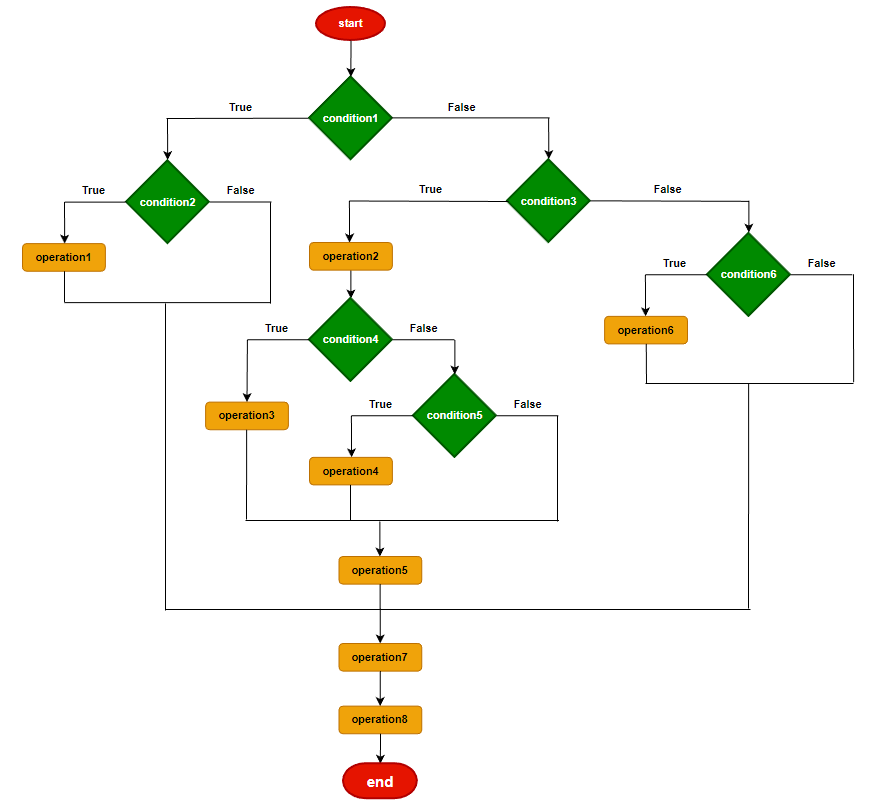 start
True
condition1
False
True
condition2
False
True
condition3
False
operation1
operation2
True
condition6
False
True
condition4
False
operation6
operation3
True
condition5
False
operation4
operation5
operation7
operation8
end